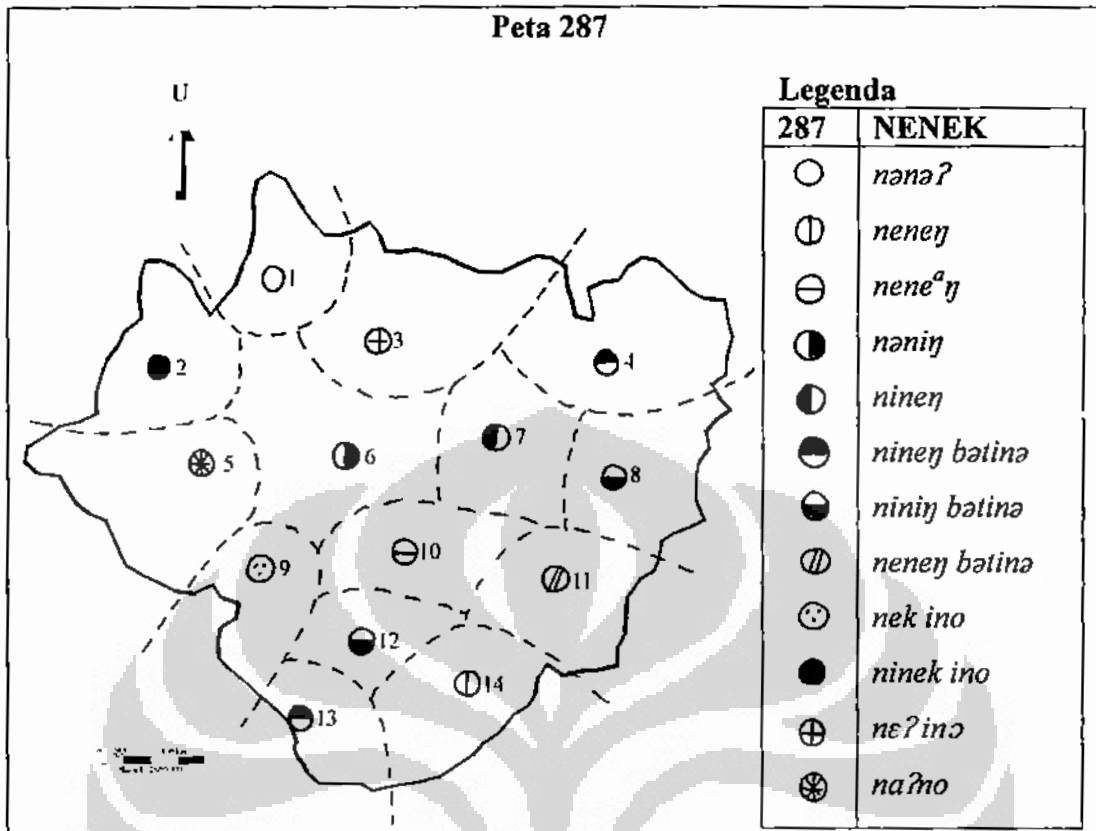 Peta 287
U
Legenda
287 NENEK
nənəʔ
neneŋ
neneᵃŋ
nəniŋ
nineŋ
nineŋ bətinə
niniŋ bətinə
neneŋ bətinə
nek ino
ninek ino
nɛʔinɔ
naʔno
1
2
3
4
5
6
7
8
9
10
11
12
13
14